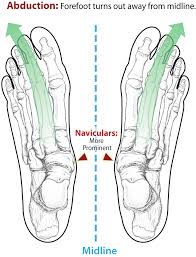 Abduction: Forefoot turns out away from midline.
Naviculars:
More
Prominent
Midline